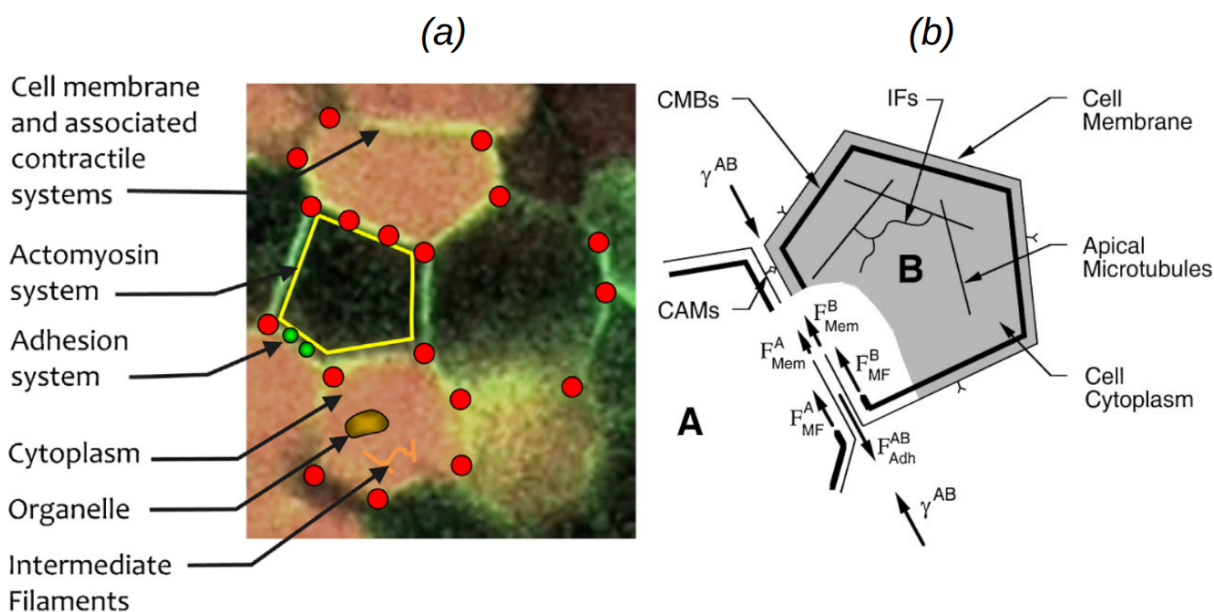 (a)
Cell membrane
and associated
contractile
systems
Actomyosin
system
Adhesion
system
Cytoplasm
Organelle
Intermediate
Filaments
(b)
CMBs
IFs
Cell
Membrane
γ^AB
B
Apical
Microtubules
CAMs
F^B_Mem
F^A_Mem
F^B_MF
A
F^A_MF
Cell
Cytoplasm
F^AB_Adh
γ^AB